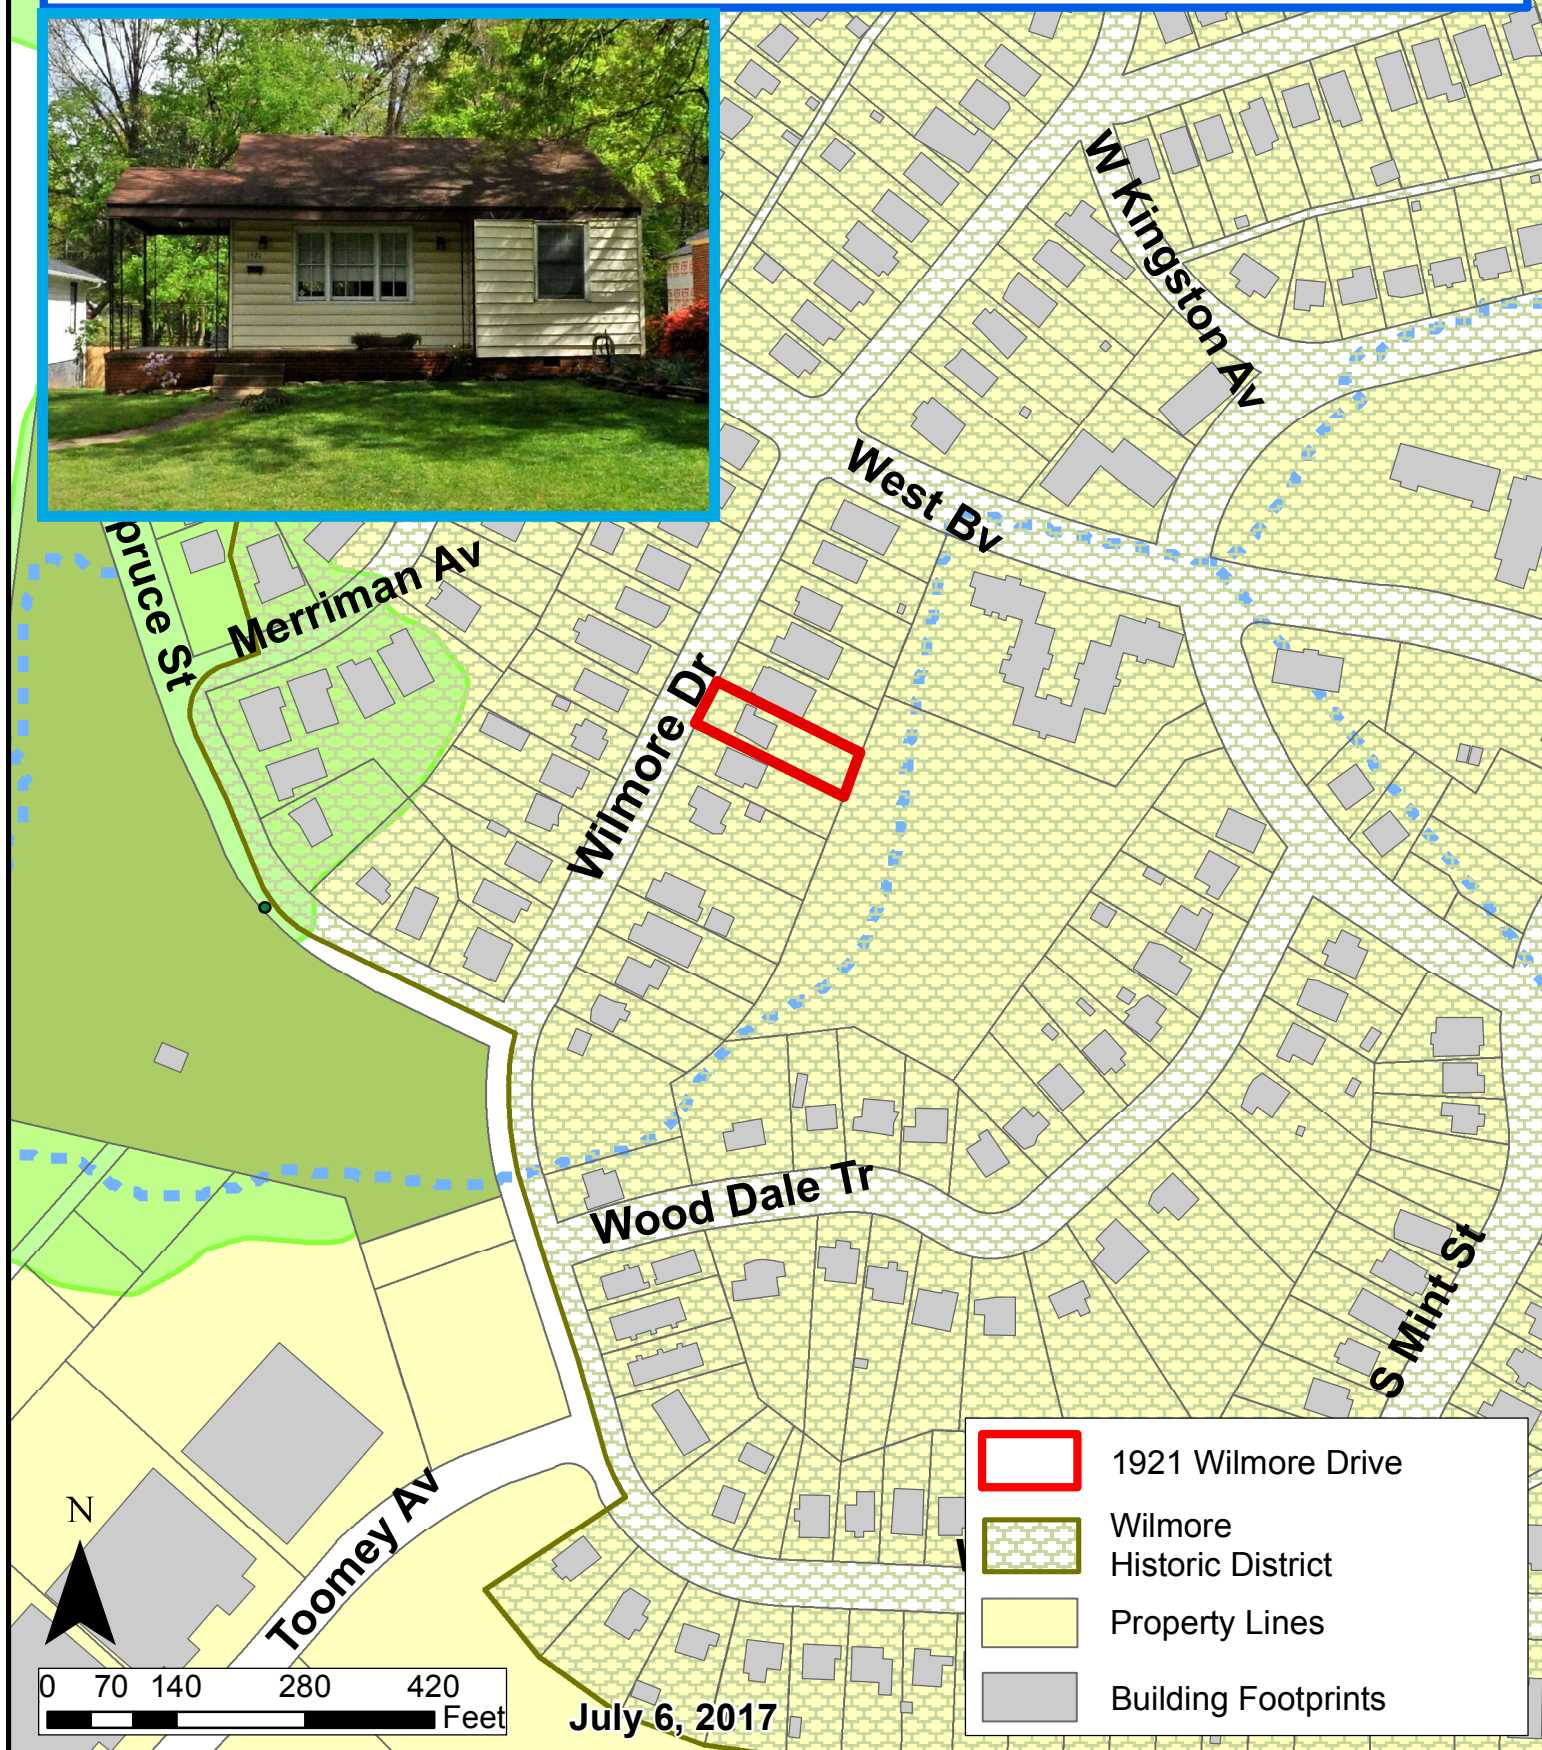 W Kingston Av
West Bv
pruce St
Merriman Av
Wilmore Dr
Wood Dale Tr
S Mint St
Toomey Av
N
0 70 140 280 420
Feet
July 6, 2017
1921 Wilmore Drive
Wilmore
Historic District
Property Lines
Building Footprints